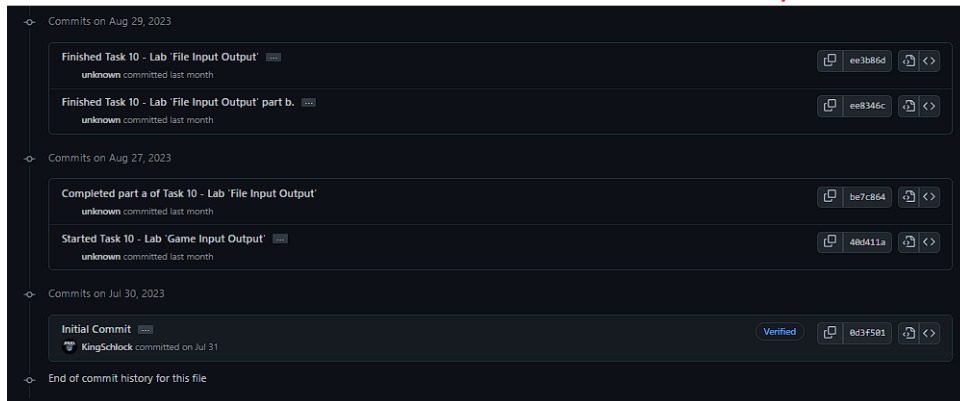 Commits on Aug 29, 2023
Finished Task 10 - Lab 'File Input Output' ...
unknown committed last month
ee3b86d
Finished Task 10 - Lab 'File Input Output' part b. ...
unknown committed last month
ee8346c
Commits on Aug 27, 2023
Completed part a of Task 10 - Lab 'File Input Output'
unknown committed last month
be7c864
Started Task 10 - Lab 'Game Input Output' ...
unknown committed last month
40d411a
Commits on Jul 30, 2023
Initial Commit ...
KingSchlock committed on Jul 31
Verified
0d3f501
End of commit history for this file